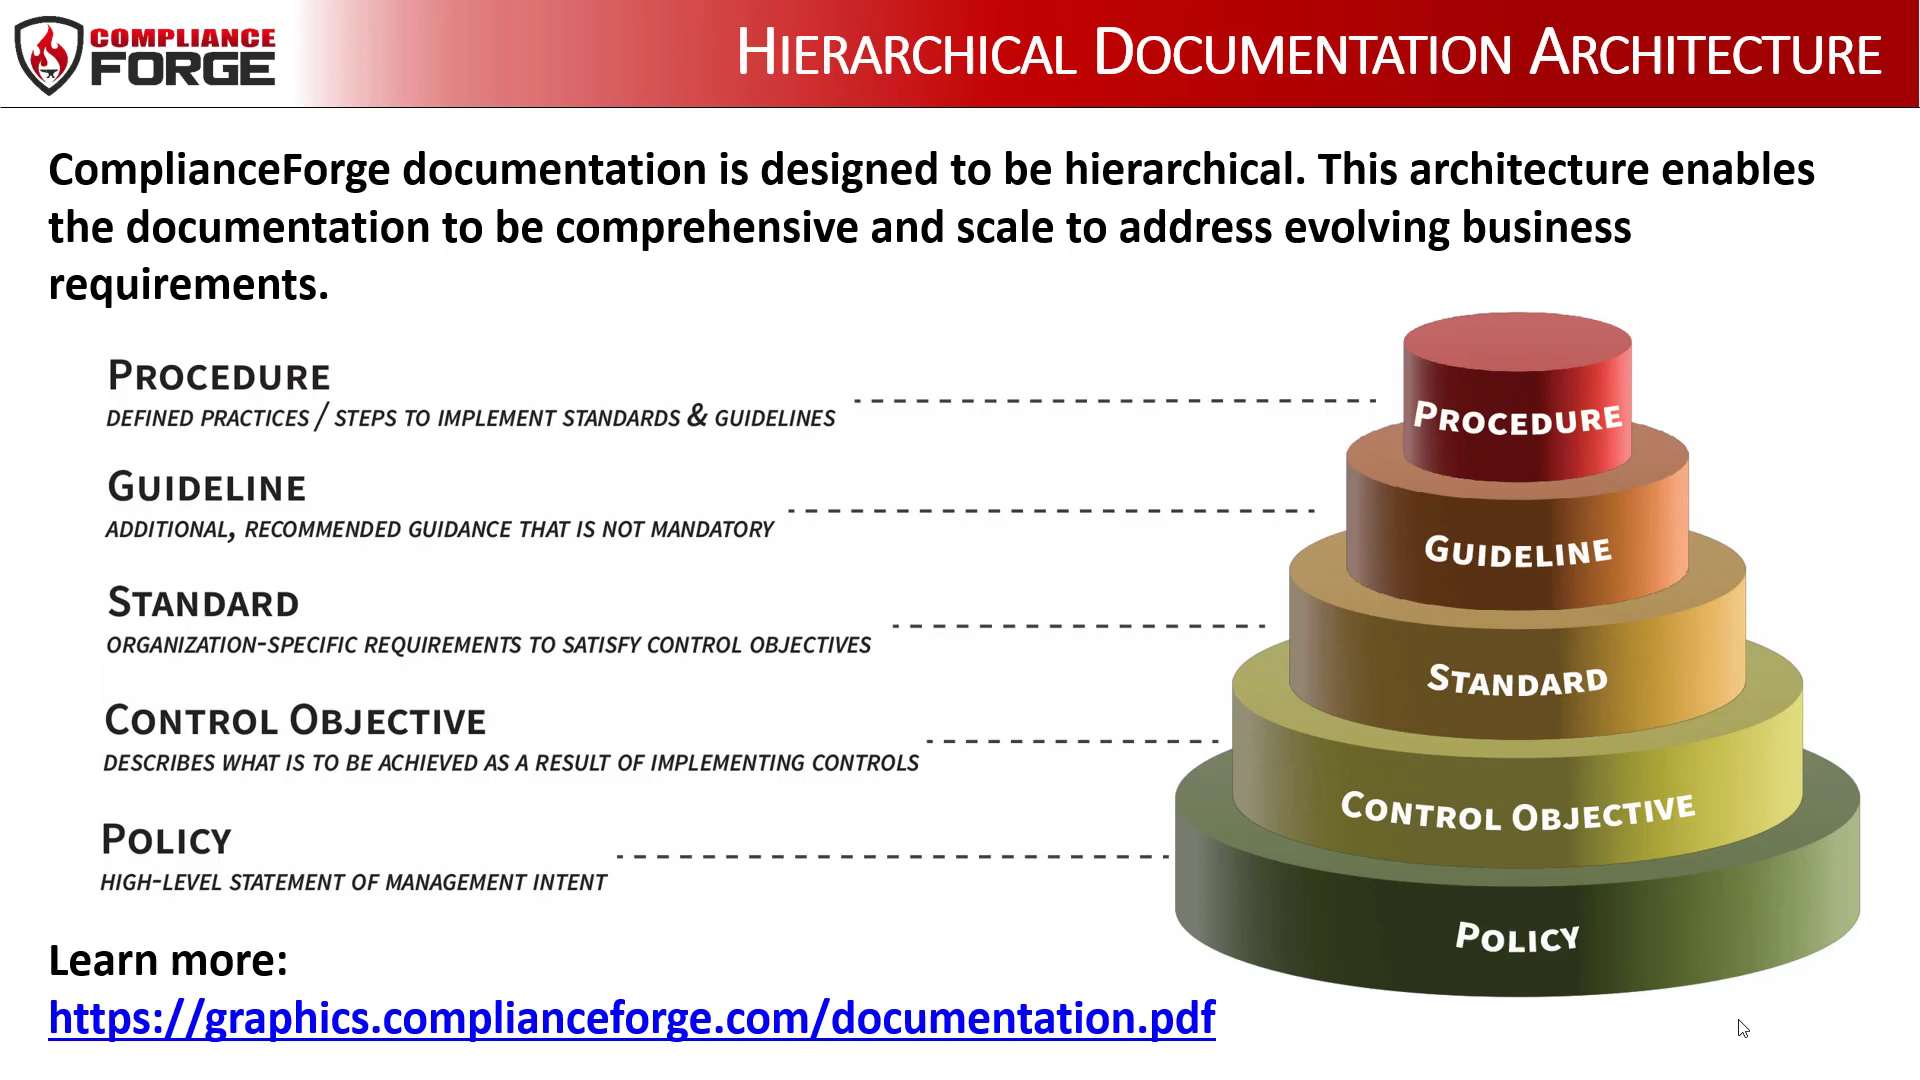 COMPLIANCE
FORGE
HIERARCHICAL DOCUMENTATION ARCHITECTURE
ComplianceForge documentation is designed to be hierarchical. This architecture enables
the documentation to be comprehensive and scale to address evolving business
requirements.
PROCEDURE
DEFINED PRACTICES / STEPS TO IMPLEMENT STANDARDS & GUIDELINES
GUIDELINE
ADDITIONAL, RECOMMENDED GUIDANCE THAT IS NOT MANDATORY
STANDARD
ORGANIZATION-SPECIFIC REQUIREMENTS TO SATISFY CONTROL OBJECTIVES
CONTROL OBJECTIVE
DESCRIBES WHAT IS TO BE ACHIEVED AS A RESULT OF IMPLEMENTING CONTROLS
POLICY
HIGH-LEVEL STATEMENT OF MANAGEMENT INTENT
PROCEDURE
GUIDELINE
STANDARD
CONTROL OBJECTIVE
POLICY
Learn more:
https://graphics.complianceforge.com/documentation.pdf